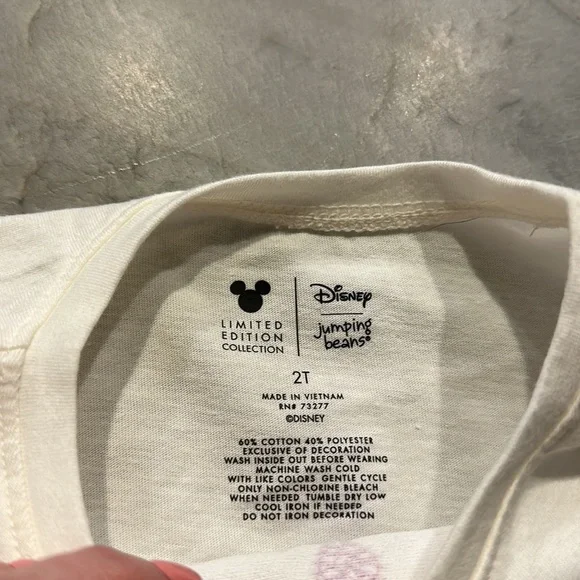 LIMITED
EDITION
COLLECTION
Disney
jumping
beans®
2T
MADE IN VIETNAM
RN# 73277
©DISNEY
60% COTTON 40% POLYESTER
EXCLUSIVE OF DECORATION
WASH INSIDE OUT BEFORE WEARING
MACHINE WASH COLD
WITH LIKE COLORS GENTLE CYCLE
ONLY NON-CHLORINE BLEACH
WHEN NEEDED TUMBLE DRY LOW
COOL IRON IF NEEDED
DO NOT IRON DECORATION